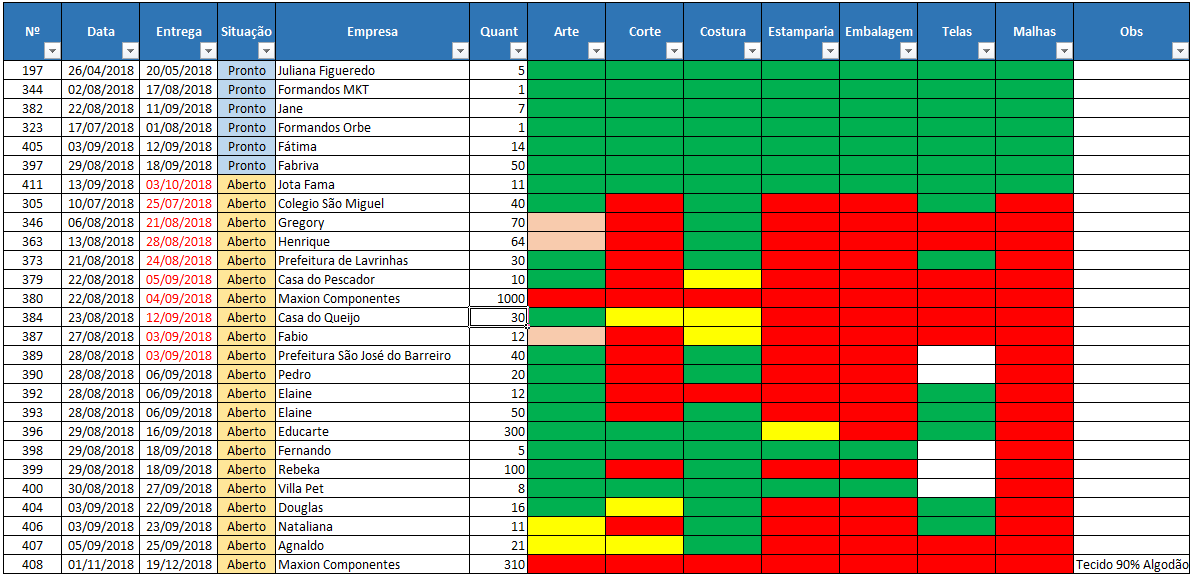 Nº Data Entrega Situação Empresa Quant Arte Corte Costura Estamparia Embalagem Telas Malhas Obs
197 26/04/2018 20/05/2018 Pronto Juliana Figueredo 5
344 02/08/2018 17/08/2018 Pronto Formandos MKT 1
382 22/08/2018 11/09/2018 Pronto Jane 7
323 17/07/2018 01/08/2018 Pronto Formandos Orbe 1
405 03/09/2018 12/09/2018 Pronto Fátima 14
397 29/08/2018 18/09/2018 Pronto Fabriva 50
411 13/09/2018 03/10/2018 Aberto Jota Fama 11
305 10/07/2018 25/07/2018 Aberto Colegio São Miguel 40
346 06/08/2018 21/08/2018 Aberto Gregory 70
363 13/08/2018 28/08/2018 Aberto Henrique 64
373 21/08/2018 24/08/2018 Aberto Prefeitura de Lavrinhas 30
379 22/08/2018 05/09/2018 Aberto Casa do Pescador 10
380 22/08/2018 04/09/2018 Aberto Maxion Componentes 1000
384 23/08/2018 12/09/2018 Aberto Casa do Queijo 30
387 27/08/2018 03/09/2018 Aberto Fabio 12
389 28/08/2018 03/09/2018 Aberto Prefeitura São José do Barreiro 40
390 28/08/2018 06/09/2018 Aberto Pedro 20
392 28/08/2018 06/09/2018 Aberto Elaine 12
393 28/08/2018 06/09/2018 Aberto Elaine 50
396 29/08/2018 16/09/2018 Aberto Educarte 300
398 29/08/2018 18/09/2018 Aberto Fernando 5
399 29/08/2018 18/09/2018 Aberto Rebeka 100
400 30/08/2018 27/09/2018 Aberto Villa Pet 8
404 03/09/2018 22/09/2018 Aberto Douglas 16
406 03/09/2018 23/09/2018 Aberto Nataliana 11
407 05/09/2018 25/09/2018 Aberto Agnaldo 21
408 01/11/2018 19/12/2018 Aberto Maxion Componentes 310 Tecido 90% Algodão